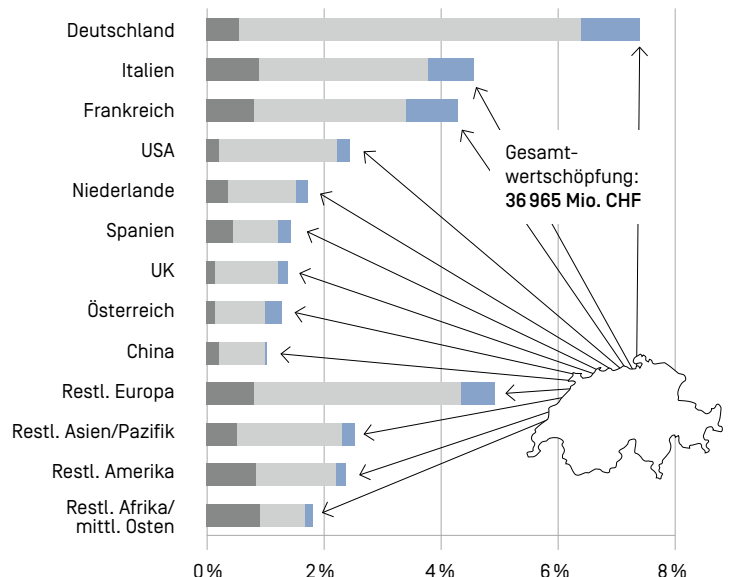 Deutschland
Italien
Frankreich
USA
Niederlande
Spanien
UK
Österreich
China
Restl. Europa
Restl. Asien/Pazifik
Restl. Amerika
Restl. Afrika/
mittl. Osten
Gesamt-
wertschöpfung:
36 965 Mio. CHF
0 % 2 % 4 % 6 % 8 %